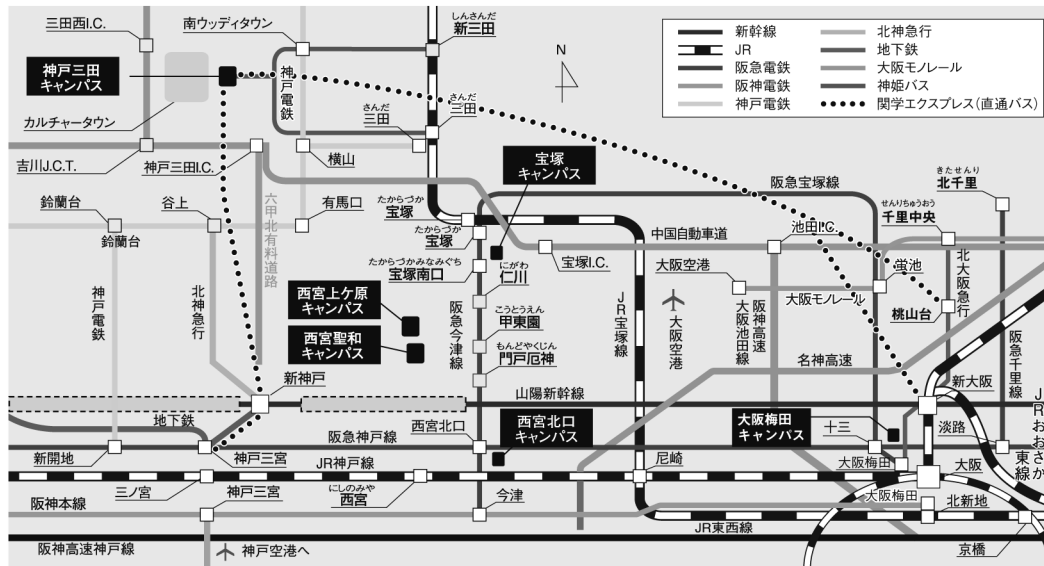 三田西I.C.
南ウッディタウン
しんさんだ
新三田
N
新幹線
JR
阪急電鉄
阪神電鉄
神戸電鉄
北神急行
地下鉄
大阪モノレール
神姫バス
関学エクスプレス(直通バス)
神戸三田
キャンパス
神戸電鉄
カルチャータウン
さんだ
三田
さんだ
三田
吉川J.C.T.
神戸三田I.C.
横山
宝塚
キャンパス
阪急宝塚線
きたせんり
北千里
せんりちゅうおう
千里中央
鈴蘭台
鈴蘭台
谷上
六甲北有料道路
有馬口
たからづか
宝塚
たからづか
宝塚
たからづかみなみぐち
宝塚南口
にがわ
仁川
宝塚I.C.
中国自動車道
池田I.C.
大阪空港
蛍池
大阪モノレール
北大阪急行
桃山台
神戸電鉄
北神急行
西宮上ケ原
キャンパス
西宮聖和
キャンパス
阪急今津線
こうとうえん
甲東園
もんどやくじん
門戸厄神
JR宝塚線
大阪空港
阪神高速
大阪池田線
名神高速
阪急千里線
新神戸
山陽新幹線
新大阪
JRおおさか東線
地下鉄
阪急神戸線
西宮北口
西宮北口
キャンパス
大阪梅田
キャンパス
十三
淡路
新開地
神戸三宮
JR神戸線
尼崎
大阪梅田
大阪
三ノ宮
神戸三宮
にしのみや
西宮
今津
大阪梅田
北新地
阪神本線
JR東西線
京橋
阪神高速神戸線
神戸空港へ